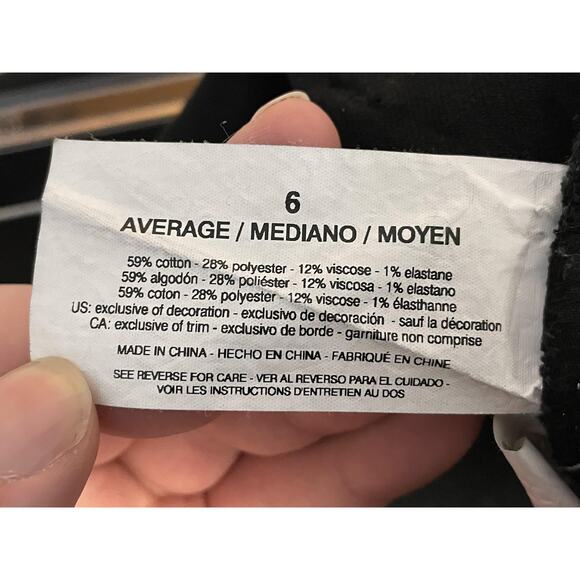 6
AVERAGE / MEDIANO / MOYEN
59% cotton - 28% polyester - 12% viscose - 1% elastane
59% algodón - 28% poliéster - 12% viscosa - 1% elastano
59% coton - 28% polyester - 12% viscose - 1% élasthanne
US: exclusive of decoration - exclusivo de decoración - sauf la décoration
CA: exclusive of trim - exclusivo de borde - garniture non comprise
MADE IN CHINA - HECHO EN CHINA - FABRIQUÉ EN CHINE
SEE REVERSE FOR CARE - VER AL REVERSO PARA EL CUIDADO -
VOIR LES INSTRUCTIONS D'ENTRETIEN AU DOS